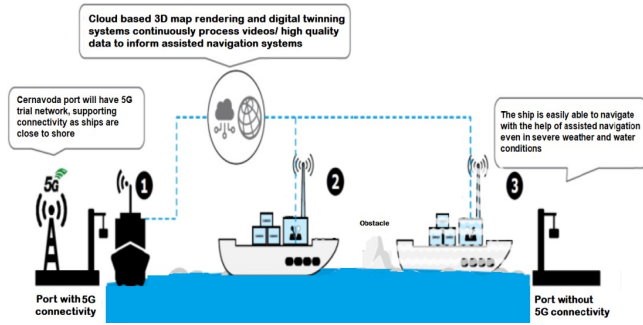 Cloud based 3D map rendering and digital twinning
systems continuously process videos/ high quality
data to inform assisted navigation systems
Cernavoda port will have 5G
trial network, supporting
connectivity as ships are
close to shore
The ship is easily able to navigate
with the help of assisted navigation
even in severe weather and water
conditions
5G
1
2
3
Obstacle
Port with 5G
connectivity
Port without
5G connectivity